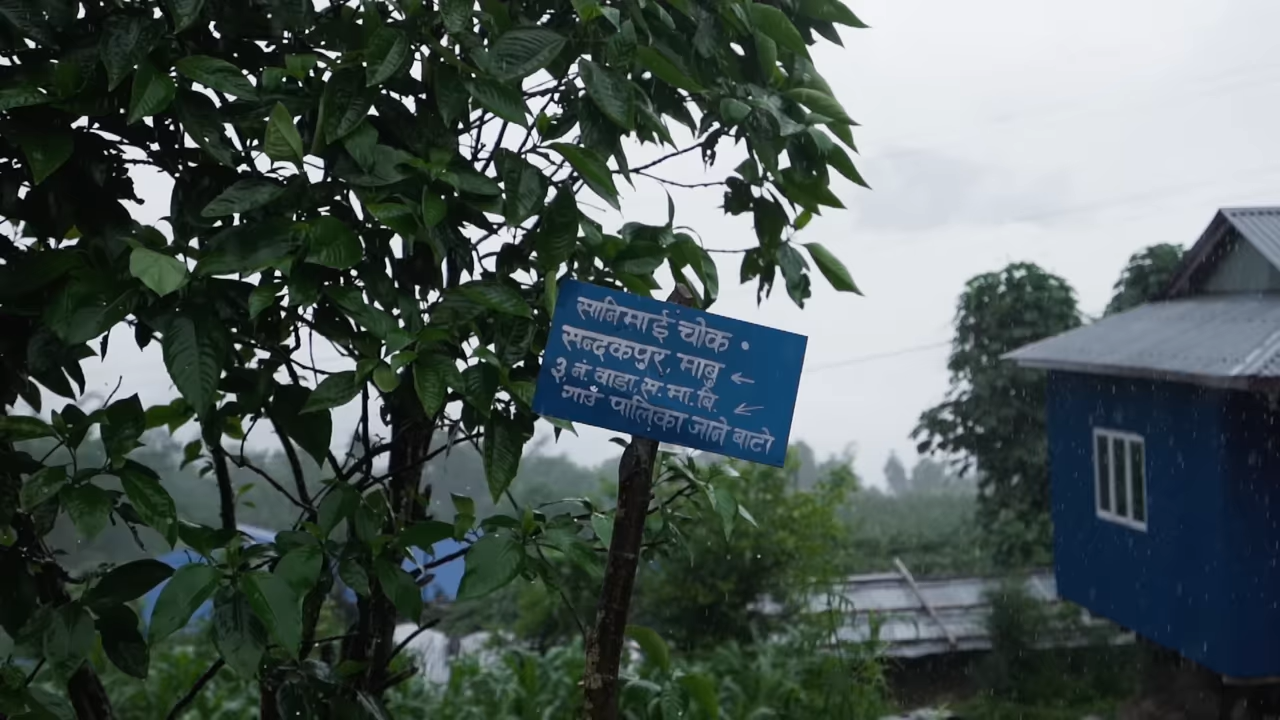 सानिमाई चोक •
सन्दकपुर, माबु ←
३ नं. वाडा, स. मा. बि. ←
गाउँ पालिका जाने बाटो